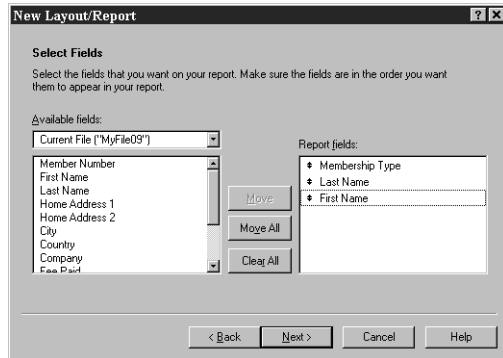 New Layout/Report
Select Fields
Select the fields that you want on your report. Make sure the fields are in the order you want
them to appear in your report.
Available fields:
Current File ("MyFile09")
Member Number
First Name
Last Name
Home Address 1
Home Address 2
City
Country
Company
Fee Paid
Move
Move All
Clear All
Report fields:
Membership Type
Last Name
First Name
< Back
Next >
Cancel
Help